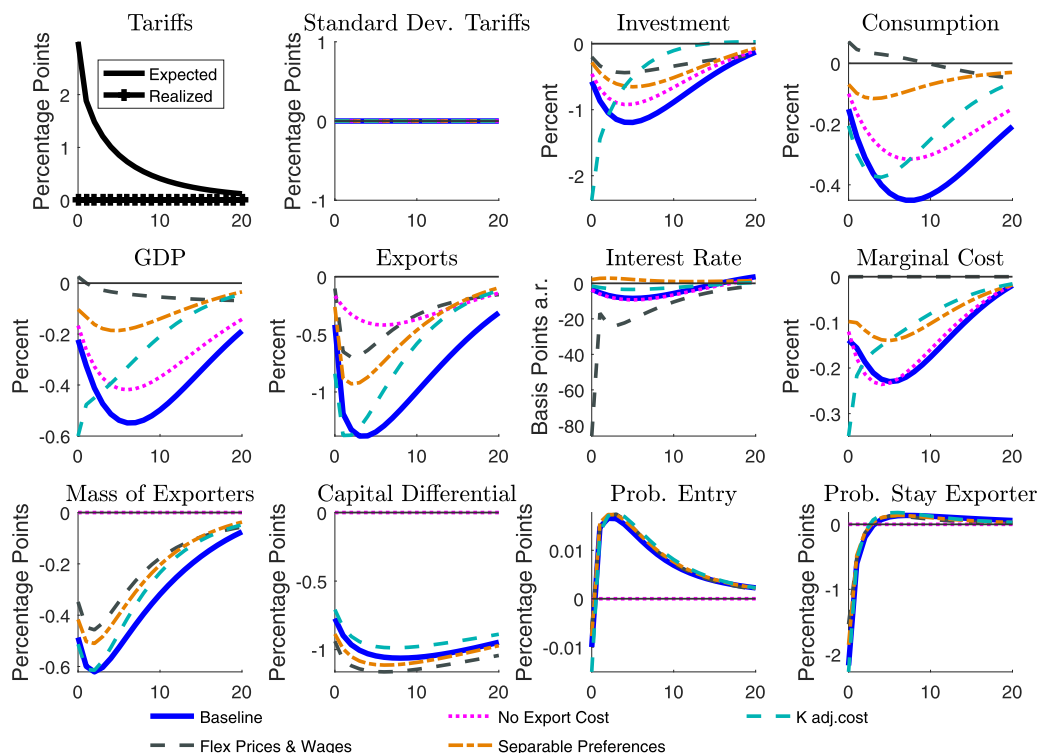 Tariffs
Standard Dev. Tariffs
Investment
Consumption
Percentage Points
2
1
0
Expected
Realized
0 10 20
Percentage Points
1
0
-1
0 10 20
Percent
0
-1
-2
0 10 20
Percent
0
-0.2
-0.4
0 10 20
GDP
Exports
Interest Rate
Marginal Cost
Percent
0
-0.2
-0.4
-0.6
0 10 20
Percent
0
-0.5
-1
0 10 20
Basis Points a.r.
0
-20
-40
-60
-80
0 10 20
Percent
0
-0.1
-0.2
-0.3
0 10 20
Mass of Exporters
Capital Differential
Prob. Entry
Prob. Stay Exporter
Percentage Points
0
-0.2
-0.4
-0.6
0 10 20
Percentage Points
0
-0.5
-1
0 10 20
Percentage Points
0.01
0
-0.01
0 10 20
Percentage Points
0
-1
-2
0 10 20
Baseline
No Export Cost
K adj.cost
Flex Prices & Wages
Separable Preferences